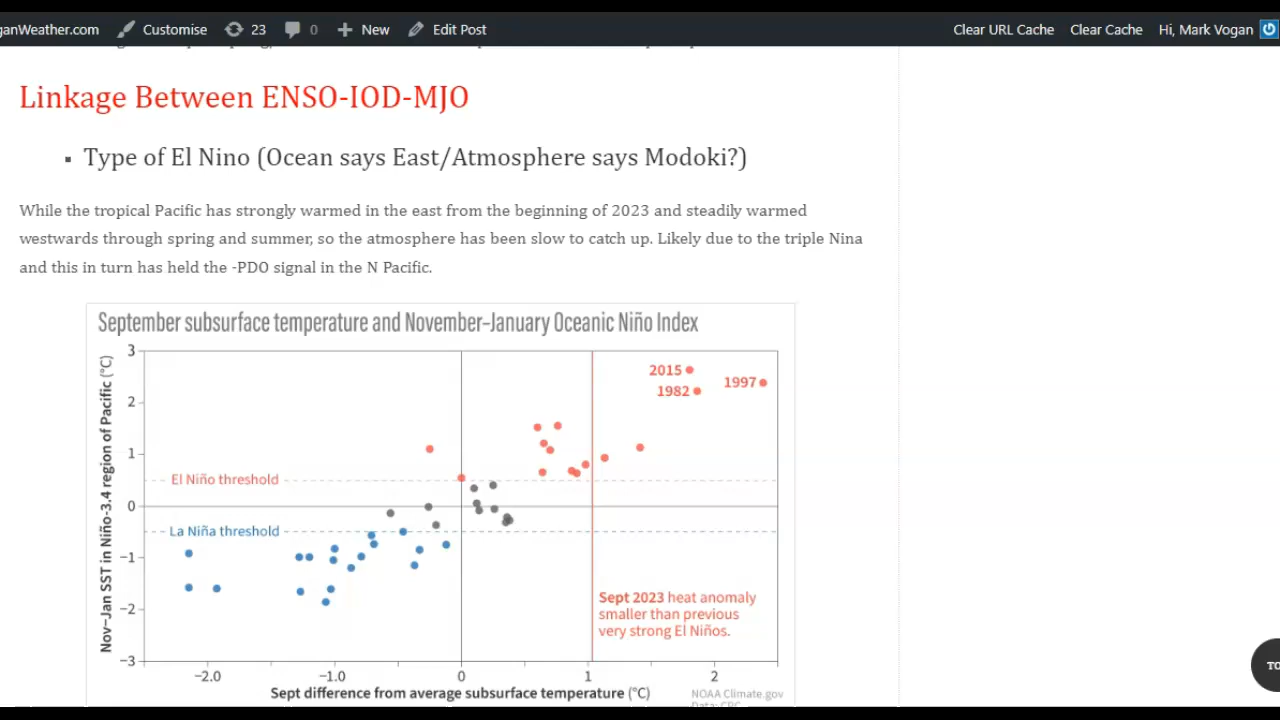 ganWeather.com Customise 23 0 New Edit Post Clear URL Cache Clear Cache Hi, Mark Vogan
Linkage Between ENSO-IOD-MJO
Type of El Nino (Ocean says East/Atmosphere says Modoki?)
While the tropical Pacific has strongly warmed in the east from the beginning of 2023 and steadily warmed
westwards through spring and summer, so the atmosphere has been slow to catch up. Likely due to the triple Nina
and this in turn has held the -PDO signal in the N Pacific.
September subsurface temperature and November–January Oceanic Niño Index
Nov–Jan SST in Niño-3.4 region of Pacific (°C)
3
2015
1997
1982
2
1
El Niño threshold
0
La Niña threshold
−1
Sept 2023 heat anomaly
smaller than previous
very strong El Niños.
−2
−3
−2.0 −1.0 0 1 2
Sept difference from average subsurface temperature (°C)
NOAA Climate.gov
Data: CPC
TO